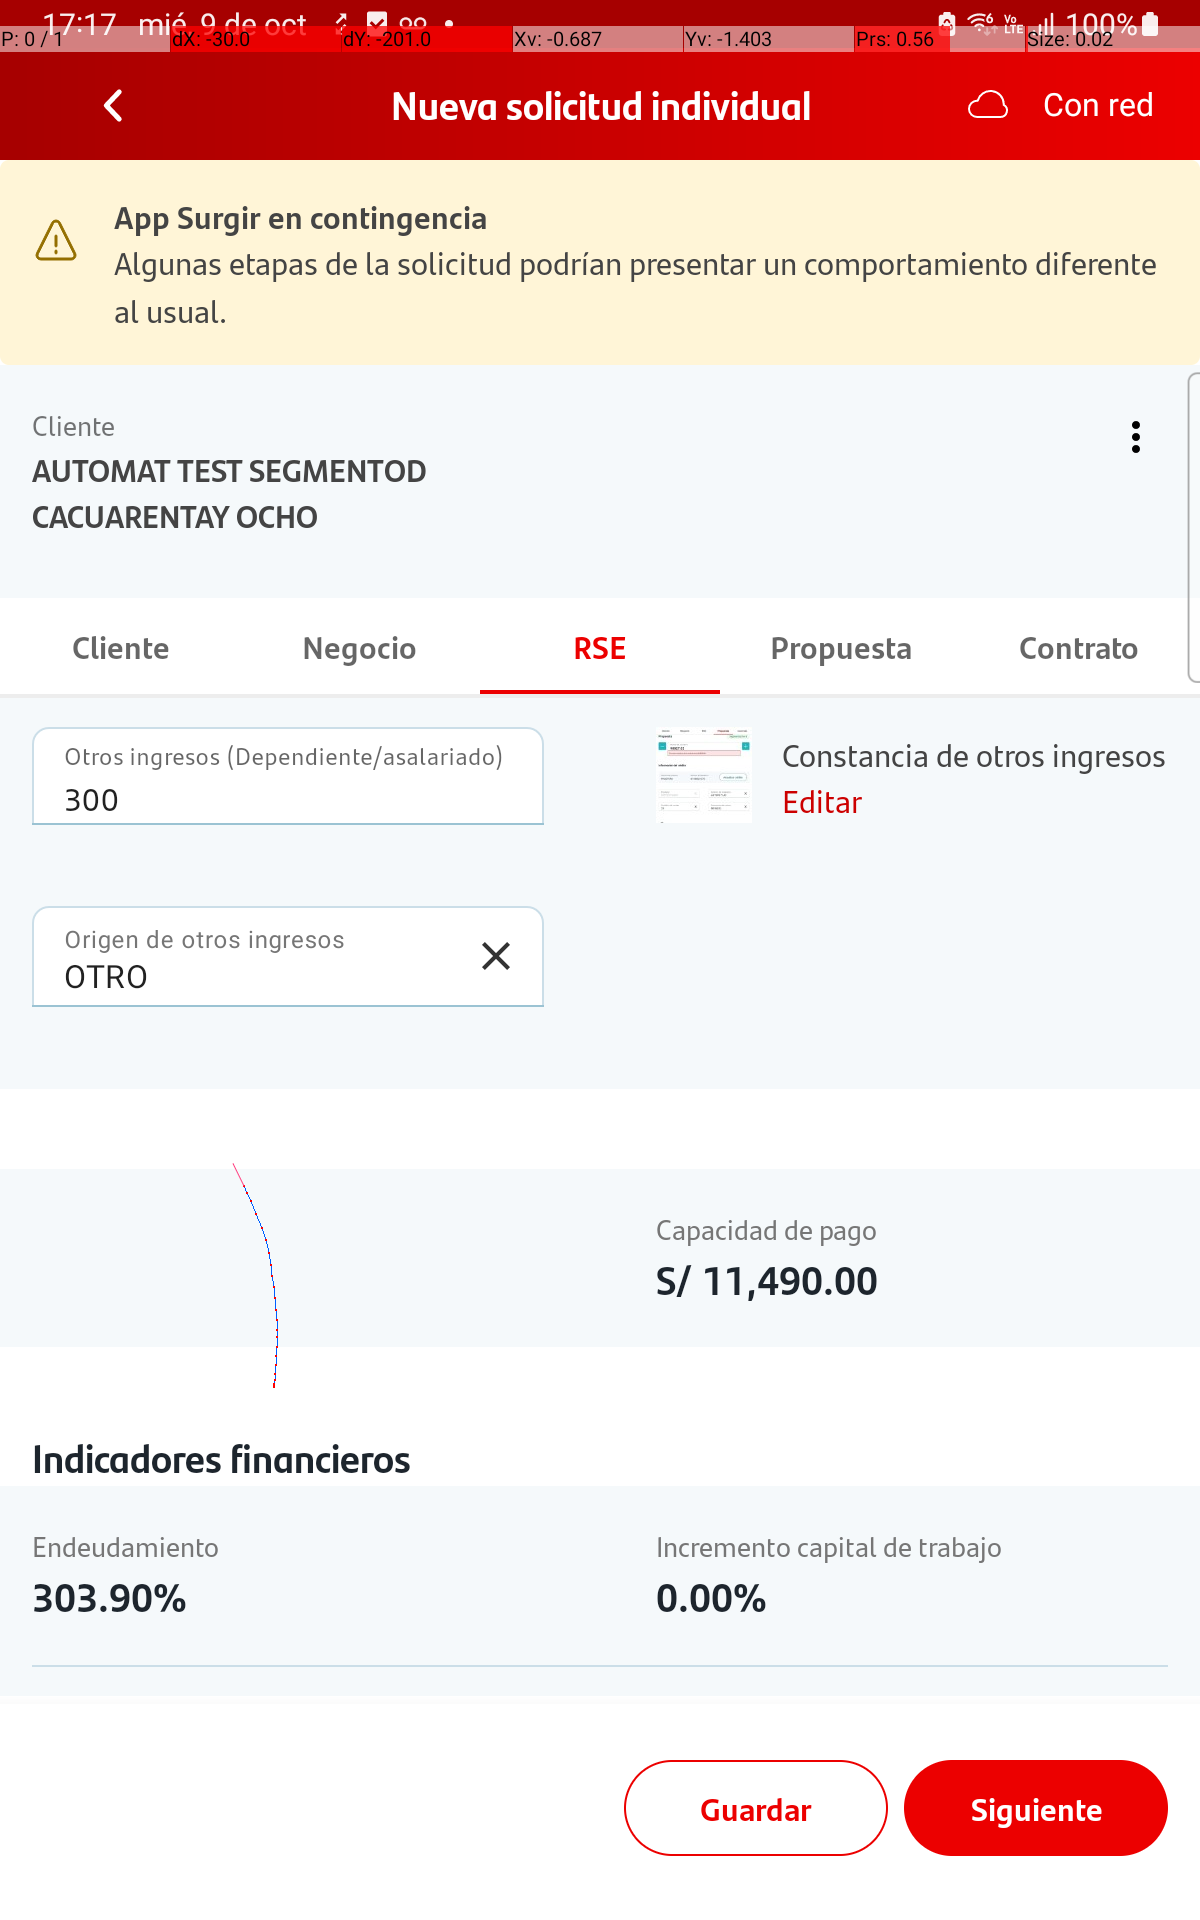 17:17 mié. 9 de oct 100%
P: 0 / 1 dX: -30.0 dY: -201.0 Xv: -0.687 Yv: -1.403 Prs: 0.56 Size: 0.02
Nueva solicitud individual Con red
App Surgir en contingencia
Algunas etapas de la solicitud podrían presentar un comportamiento diferente
al usual.
Cliente
AUTOMAT TEST SEGMENTOD
CACUARENTAY OCHO
Cliente Negocio RSE Propuesta Contrato
Otros ingresos (Dependiente/asalariado)
300
Constancia de otros ingresos
Editar
Origen de otros ingresos
OTRO
Capacidad de pago
S/ 11,490.00
Indicadores financieros
Endeudamiento
303.90%
Incremento capital de trabajo
0.00%
Guardar Siguiente